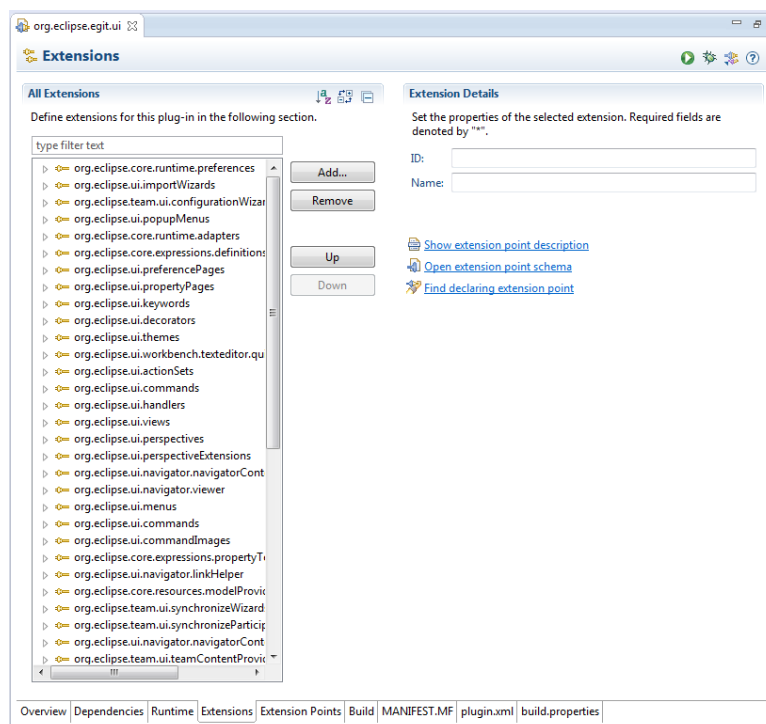 org.eclipse.egit.ui
Extensions
All Extensions
Define extensions for this plug-in in the following section.
type filter text
org.eclipse.core.runtime.preferences
org.eclipse.ui.importWizards
org.eclipse.team.ui.configurationWizar
org.eclipse.ui.popupMenus
org.eclipse.core.runtime.adapters
org.eclipse.core.expressions.definitions
org.eclipse.ui.preferencePages
org.eclipse.ui.propertyPages
org.eclipse.ui.keywords
org.eclipse.ui.decorators
org.eclipse.ui.themes
org.eclipse.ui.workbench.texteditor.qu
org.eclipse.ui.actionSets
org.eclipse.ui.commands
org.eclipse.ui.handlers
org.eclipse.ui.views
org.eclipse.ui.perspectives
org.eclipse.ui.perspectiveExtensions
org.eclipse.ui.navigator.navigatorCont
org.eclipse.ui.navigator.viewer
org.eclipse.ui.menus
org.eclipse.ui.commands
org.eclipse.ui.commandImages
org.eclipse.core.expressions.propertyT
org.eclipse.ui.navigator.linkHelper
org.eclipse.core.resources.modelProvid
org.eclipse.team.ui.synchronizeWizard
org.eclipse.team.ui.synchronizeParticip
org.eclipse.ui.navigator.navigatorCont
org.eclipse.team.ui.teamContentProvid
Add...
Remove
Up
Down
Extension Details
Set the properties of the selected extension. Required fields are
denoted by "*".
ID:
Name:
Show extension point description
Open extension point schema
Find declaring extension point
Overview Dependencies Runtime Extensions Extension Points Build MANIFEST.MF plugin.xml build.properties